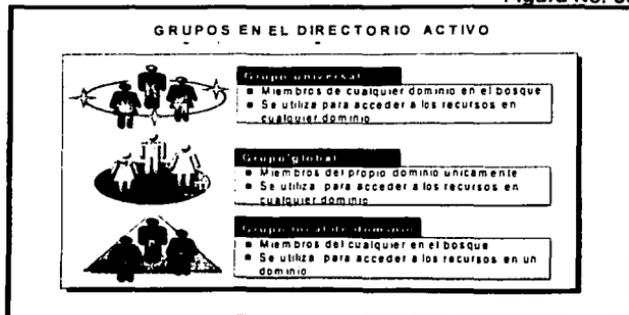 Figura No.
GRUPOS EN EL DIRECTORIO ACTIVO
Grupo universal
Miembros de cualquier dominio en el bosque
Se utiliza para acceder a los recursos en
cualquier dominio
Grupo global
Miembros del propio dominio unicamente
Se utiliza para acceder a los recursos en
cualquier dominio
Grupo local de dominio
Miembros del cualquier en el bosque
Se utiliza para acceder a los recursos en un
dominio